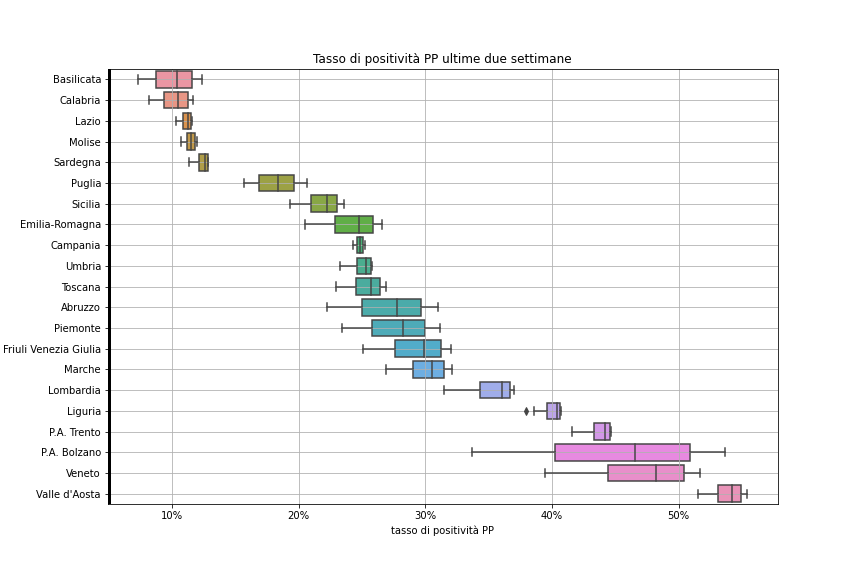 Tasso di positività PP ultime due settimane
Basilicata
Calabria
Lazio
Molise
Sardegna
Puglia
Sicilia
Emilia-Romagna
Campania
Umbria
Toscana
Abruzzo
Piemonte
Friuli Venezia Giulia
Marche
Lombardia
Liguria
P.A. Trento
P.A. Bolzano
Veneto
Valle d'Aosta
10% 20% 30% 40% 50%
tasso di positività PP